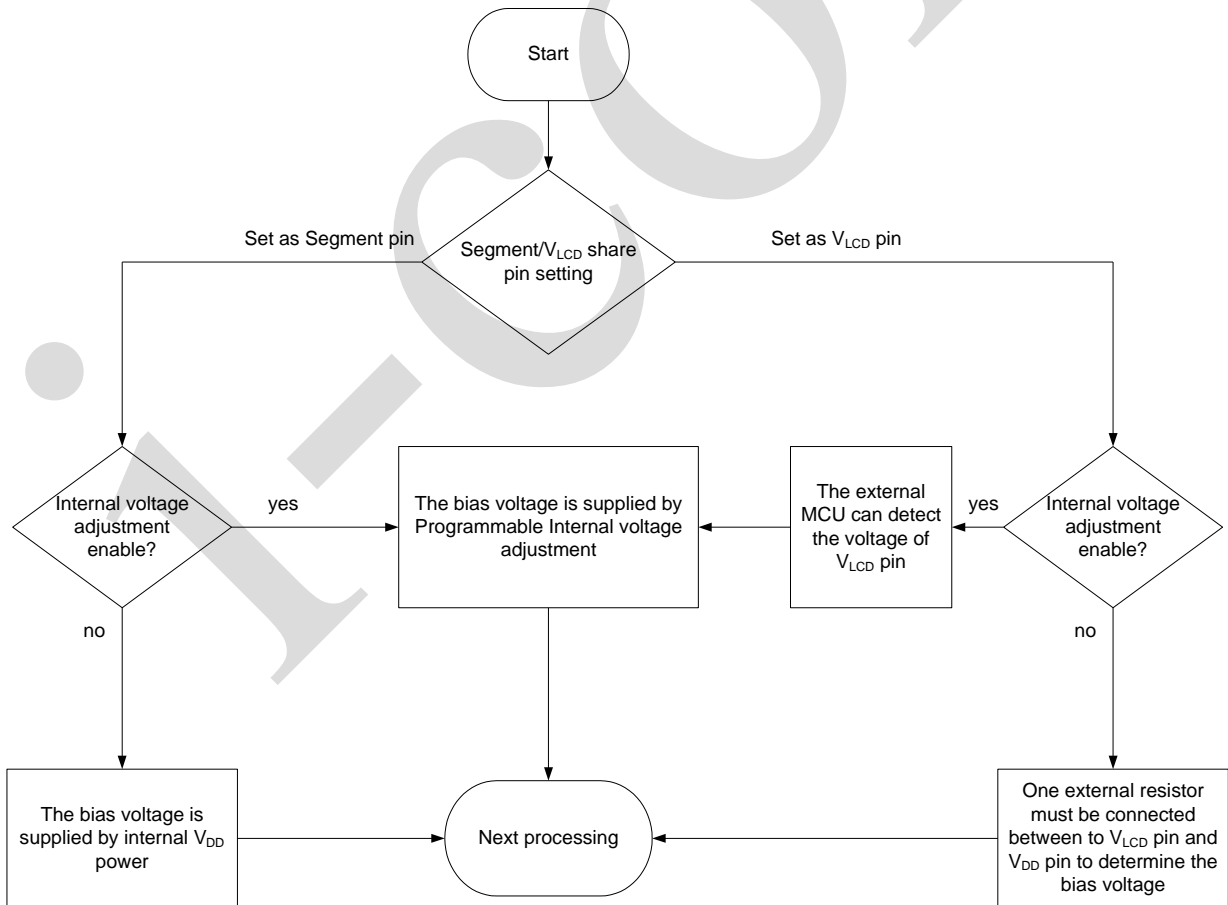 Start
Set as Segment pin
Segment/VLCD share
pin setting
Set as VLCD pin
Internal voltage
adjustment
enable?
yes
The bias voltage is supplied by
Programmable Internal voltage
adjustment
The external
MCU can detect
the voltage of
VLCD pin
yes
Internal voltage
adjustment
enable?
no
no
The bias voltage is
supplied by internal VDD
power
Next processing
One external resistor
must be connected
between to VLCD pin and
VDD pin to determine the
bias voltage